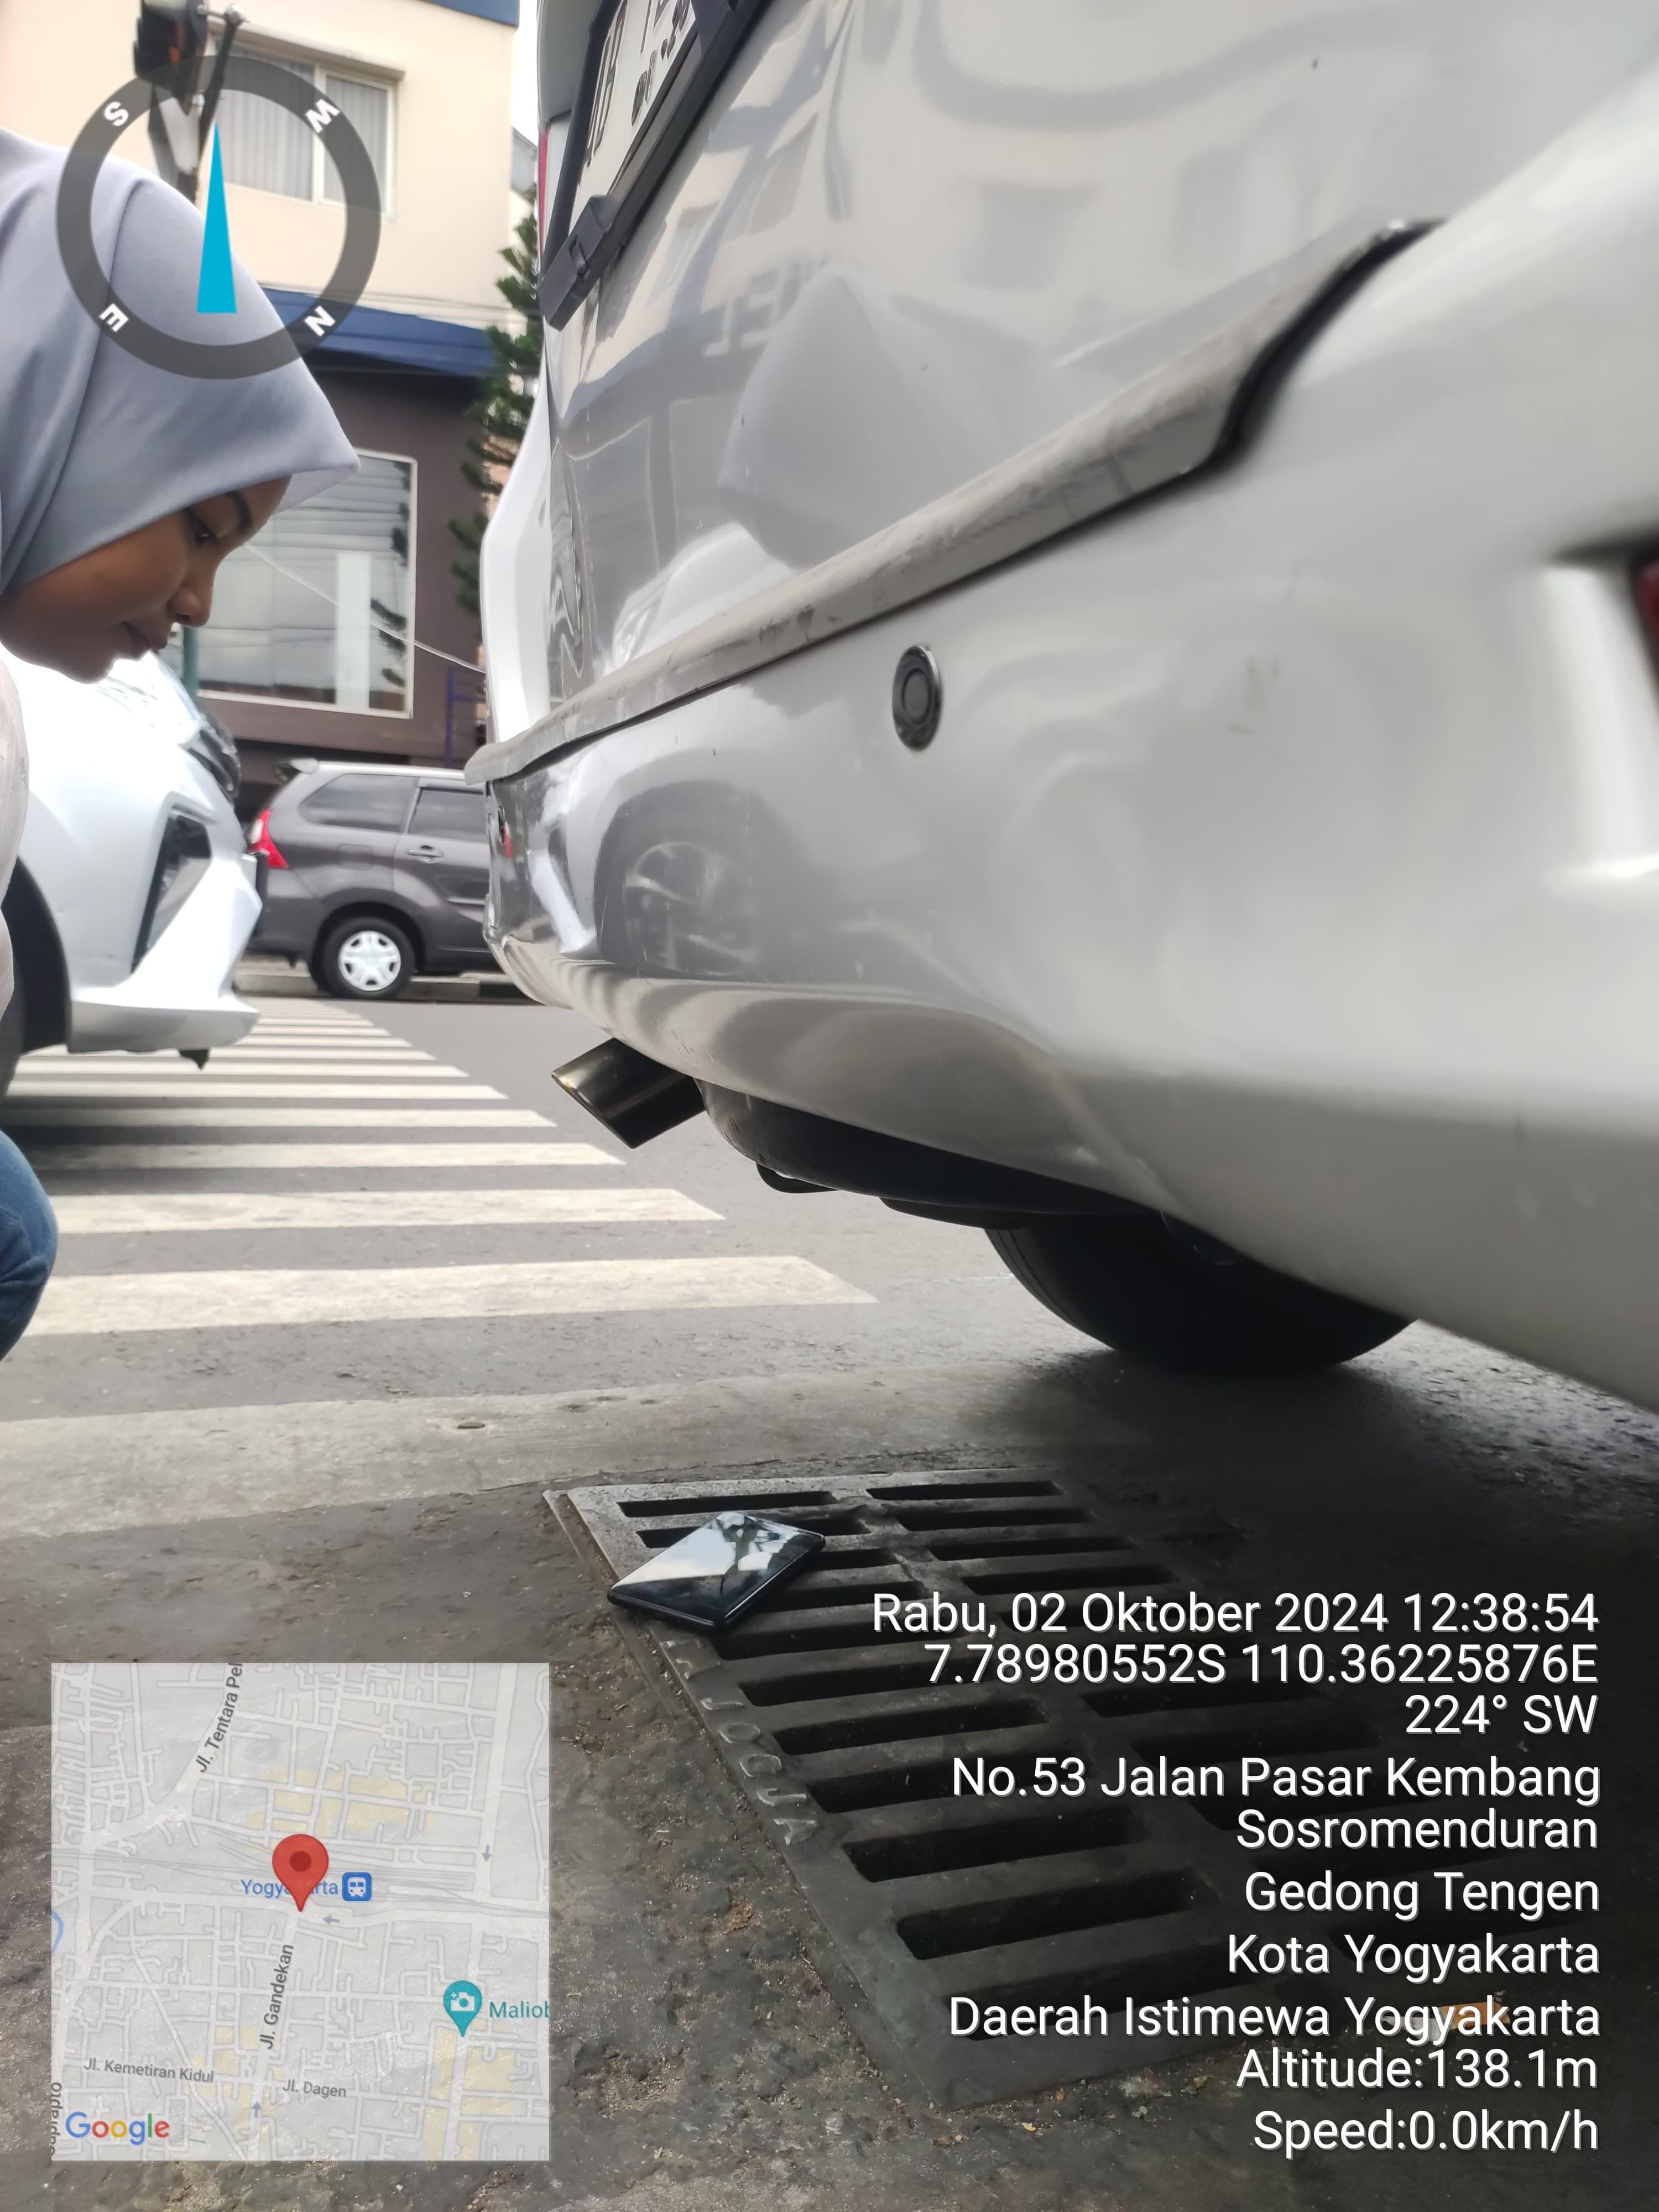 S
W
E
N
Rabu, 02 Oktober 2024 12:38:54
7.78980552S 110.36225876E
224° SW
No.53 Jalan Pasar Kembang
Sosromenduran
Gedong Tengen
Kota Yogyakarta
Daerah Istimewa Yogyakarta
Altitude:138.1m
Speed:0.0km/h
Jl. Tentara Pel
Yogyakarta
Jl. Gandekan
Maliob
Jl. Kemetiran Kidul
Jl. Dagen
Google
JOGJA